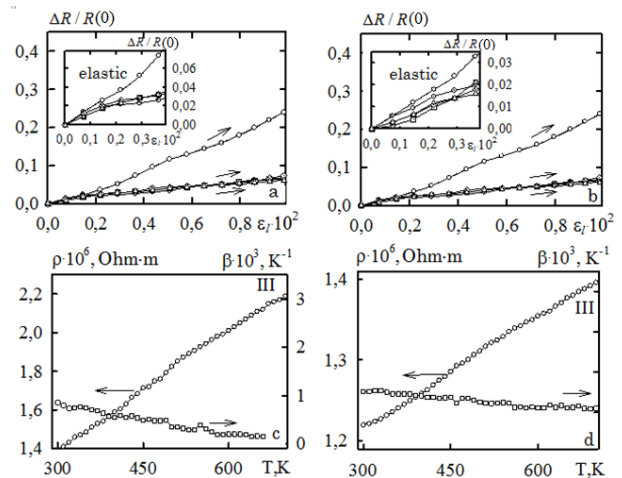 ΔR/R(0)
0,4
0,3
0,2
0,1
0,0
0,0 0,2 0,4 0,6 0,8 εl·10²
a
ΔR/R(0)
elastic
0,06
0,04
0,02
0,00
0,0 0,1 0,2 0,3 εl·10²
ΔR/R(0)
0,4
0,3
0,2
0,1
0,0
0,0 0,2 0,4 0,6 0,8 εl·10²
b
ΔR/R(0)
elastic
0,03
0,02
0,01
0,00
0,0 0,1 0,2 0,3 εl·10²
ρ·10⁶, Ohm·m β·10³, K⁻¹
III
2,2
2,0
1,8
1,6
1,4
3
2
1
0
c
300 450 600 T,K
ρ·10⁶, Ohm·m β·10³, K⁻¹
III
1,4
1,3
1,2
d
300 450 600 T,K